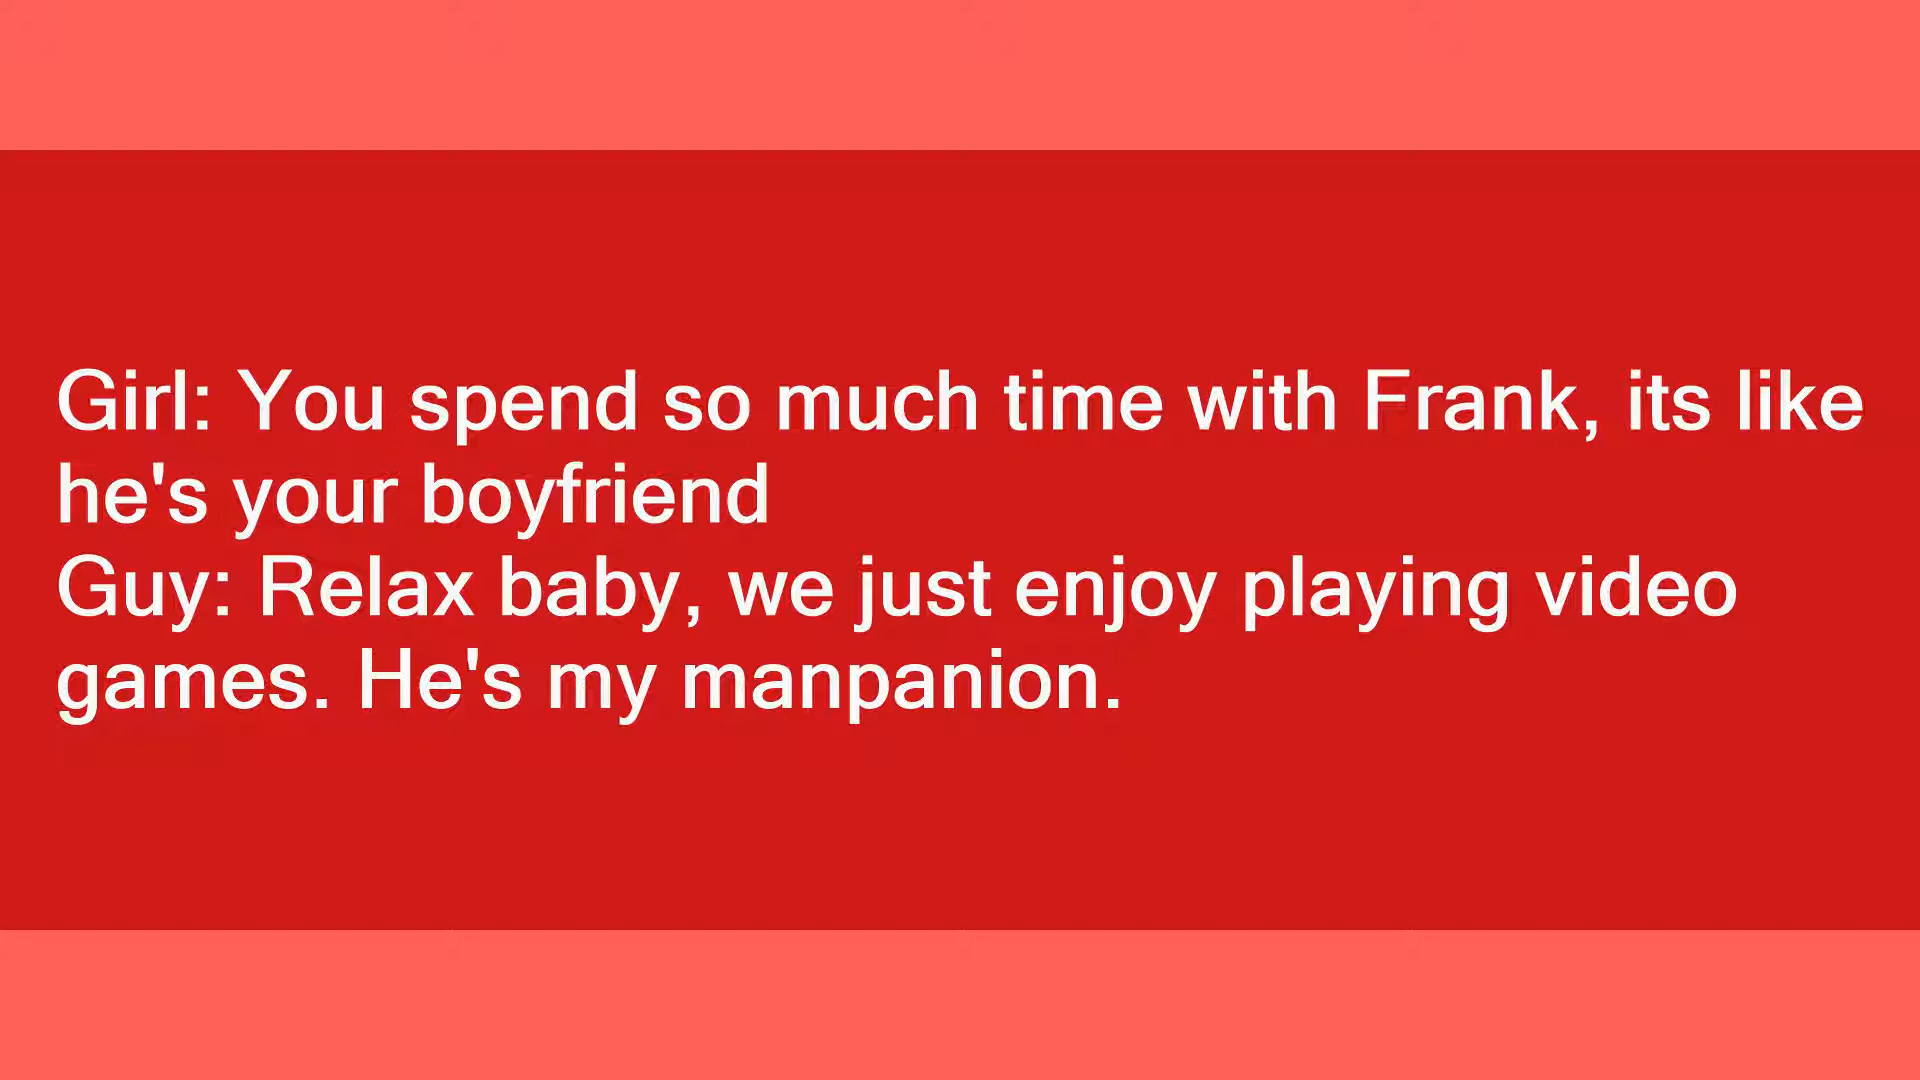 Girl: You spend so much time with Frank, its like
he's your boyfriend
Guy: Relax baby, we just enjoy playing video
games. He's my manpanion.